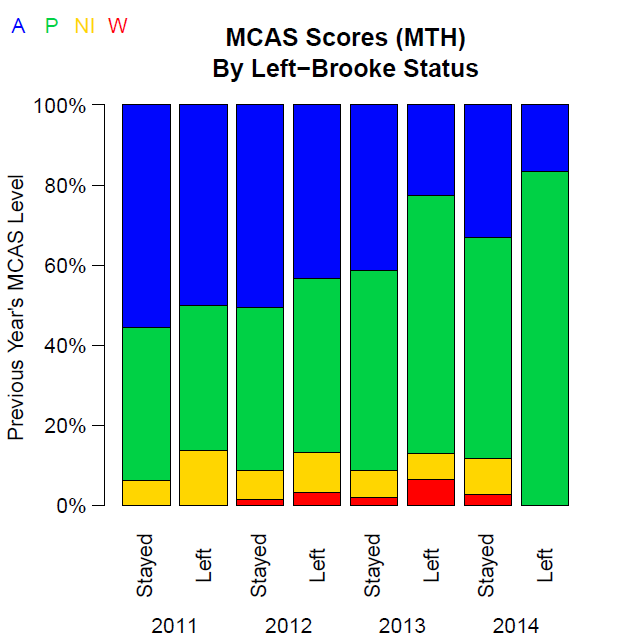 A P NI W
MCAS Scores (MTH)
By Left−Brooke Status
Previous Year's MCAS Level
100%
80%
60%
40%
20%
0%
Stayed Left Stayed Left Stayed Left Stayed Left
2011 2012 2013 2014